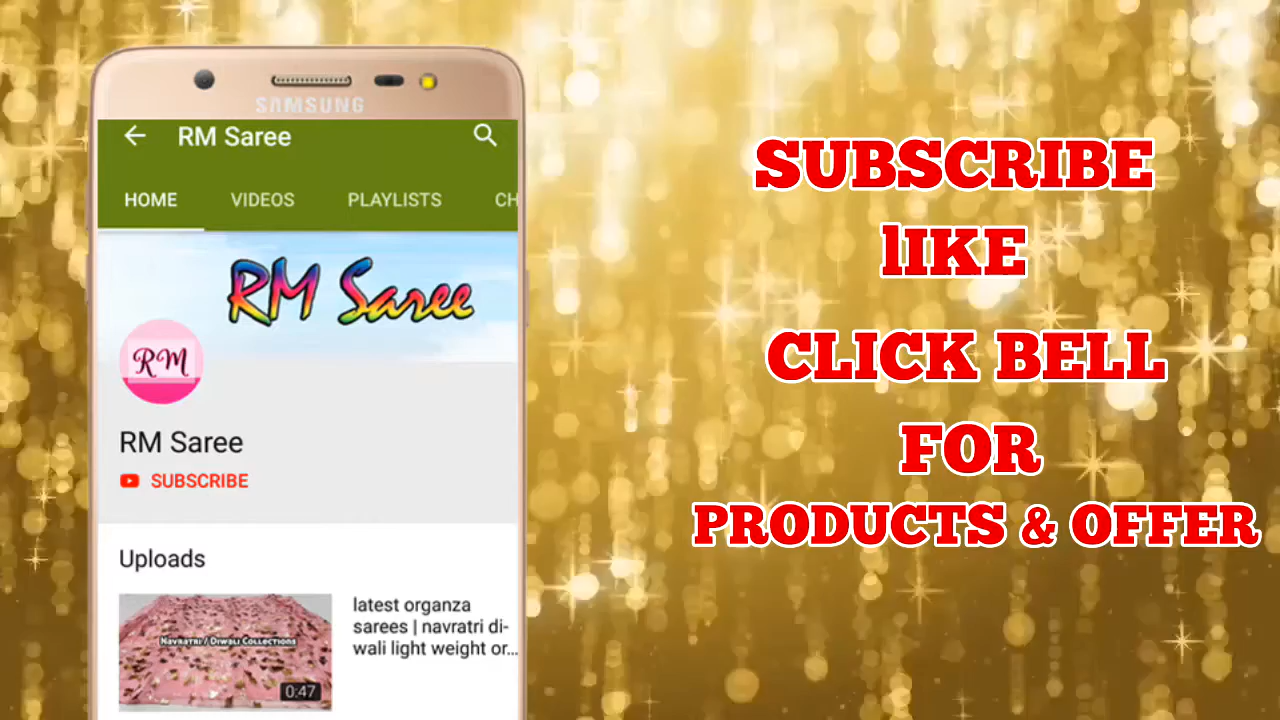 SAMSUNG
RM Saree
HOME VIDEOS PLAYLISTS CH
RM Saree
RM
RM Saree
SUBSCRIBE
Uploads
Navratri / Diwali Collections
0:47
latest organza
sarees | navratri di-
wali light weight or...
SUBSCRIBE
lIKE
CLICK BELL
FOR
PRODUCTS & OFFER